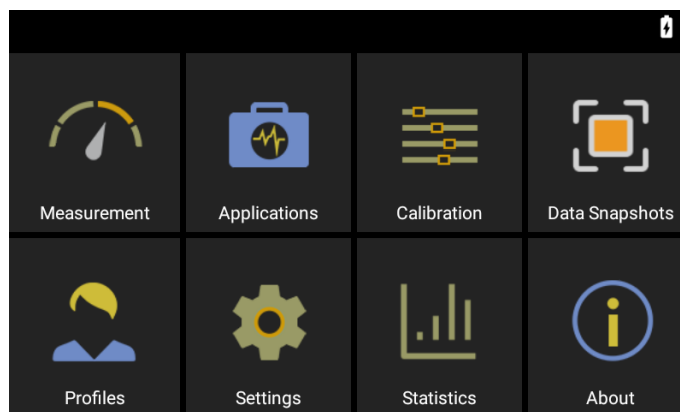 Measurement
Applications
Calibration
Data Snapshots
Profiles
Settings
Statistics
About